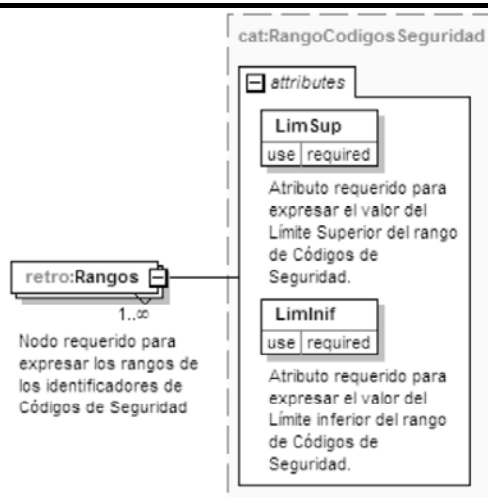 cat:RangoCodigosSeguridad
attributes
LimSup
use required
Atributo requerido para
expresar el valor del
Límite Superior del rango
de Códigos de
Seguridad.
retro:Rangos
1..∞
Nodo requerido para
expresar los rangos de
los identificadores de
Códigos de Seguridad
LimInif
use required
Atributo requerido para
expresar el valor del
Límite inferior del rango
de Códigos de
Seguridad.